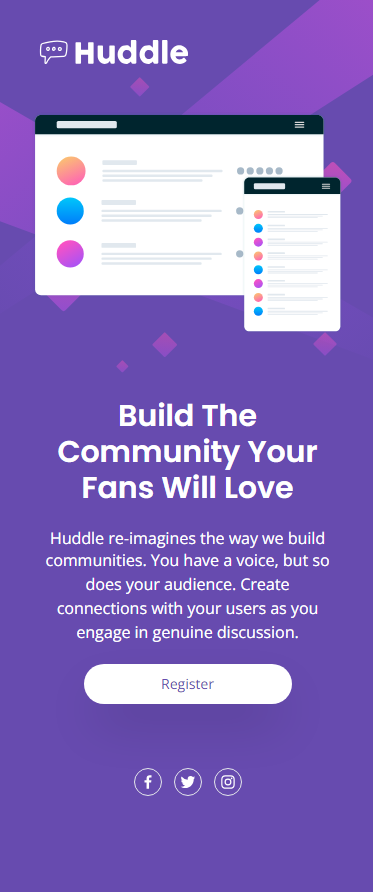 Huddle
Build The
Community Your
Fans Will Love
Huddle re-imagines the way we build
communities. You have a voice, but so
does your audience. Create
connections with your users as you
engage in genuine discussion.
Register